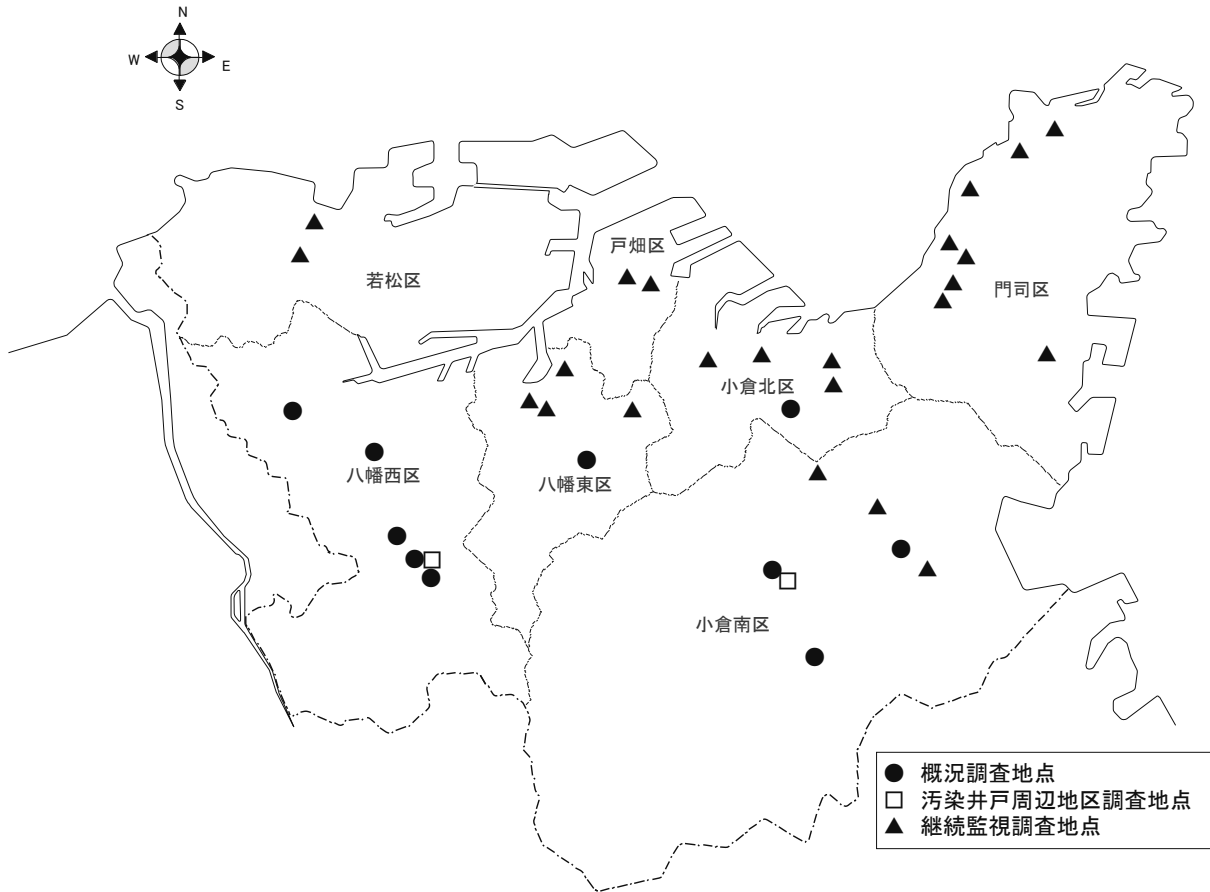 N
W
E
S
戸畑区
若松区
門司区
小倉北区
八幡西区
八幡東区
小倉南区
概況調査地点
汚染井戸周辺地区調査地点
継続監視調査地点